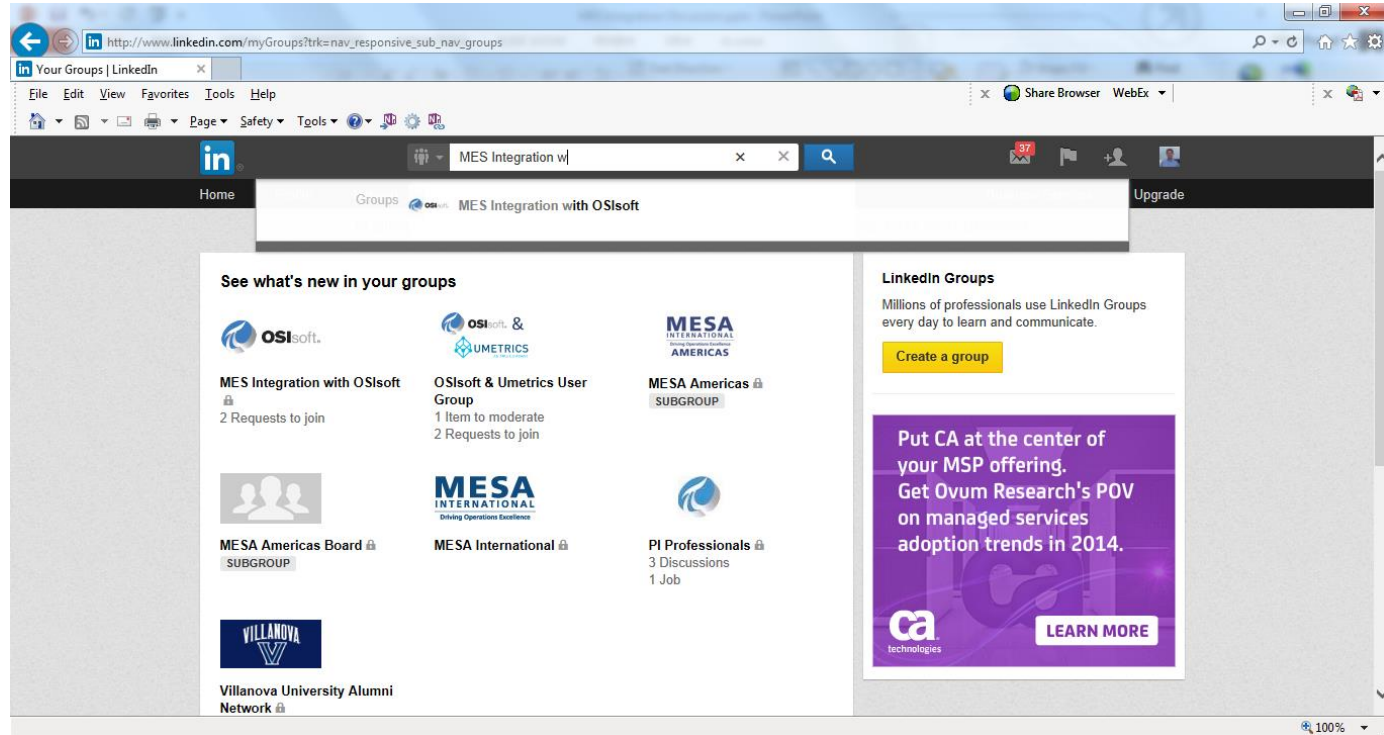 http://www.linkedin.com/myGroups?trk=nav_responsive_sub_nav_groups
Your Groups | LinkedIn
File Edit View Favorites Tools Help
Share Browser WebEx
Page Safety Tools
in
MES Integration w
37
Home
Upgrade
Groups
OSIsoft.
MES Integration with OSIsoft
See what's new in your groups
OSIsoft.
MES Integration with OSIsoft
2 Requests to join
OSIsoft. &
UMETRICS
OSIsoft & Umetrics User
Group
1 Item to moderate
2 Requests to join
MESA
INTERNATIONAL
Driving Operations Excellence
AMERICAS
MESA Americas
SUBGROUP
MESA Americas Board
SUBGROUP
MESA
INTERNATIONAL
Driving Operations Excellence
MESA International
PI Professionals
3 Discussions
1 Job
VILLANOVA
Villanova University Alumni
Network
LinkedIn Groups
Millions of professionals use LinkedIn Groups
every day to learn and communicate.
Create a group
Put CA at the center of
your MSP offering.
Get Ovum Research's POV
on managed services
adoption trends in 2014.
ca
technologies
LEARN MORE
100%